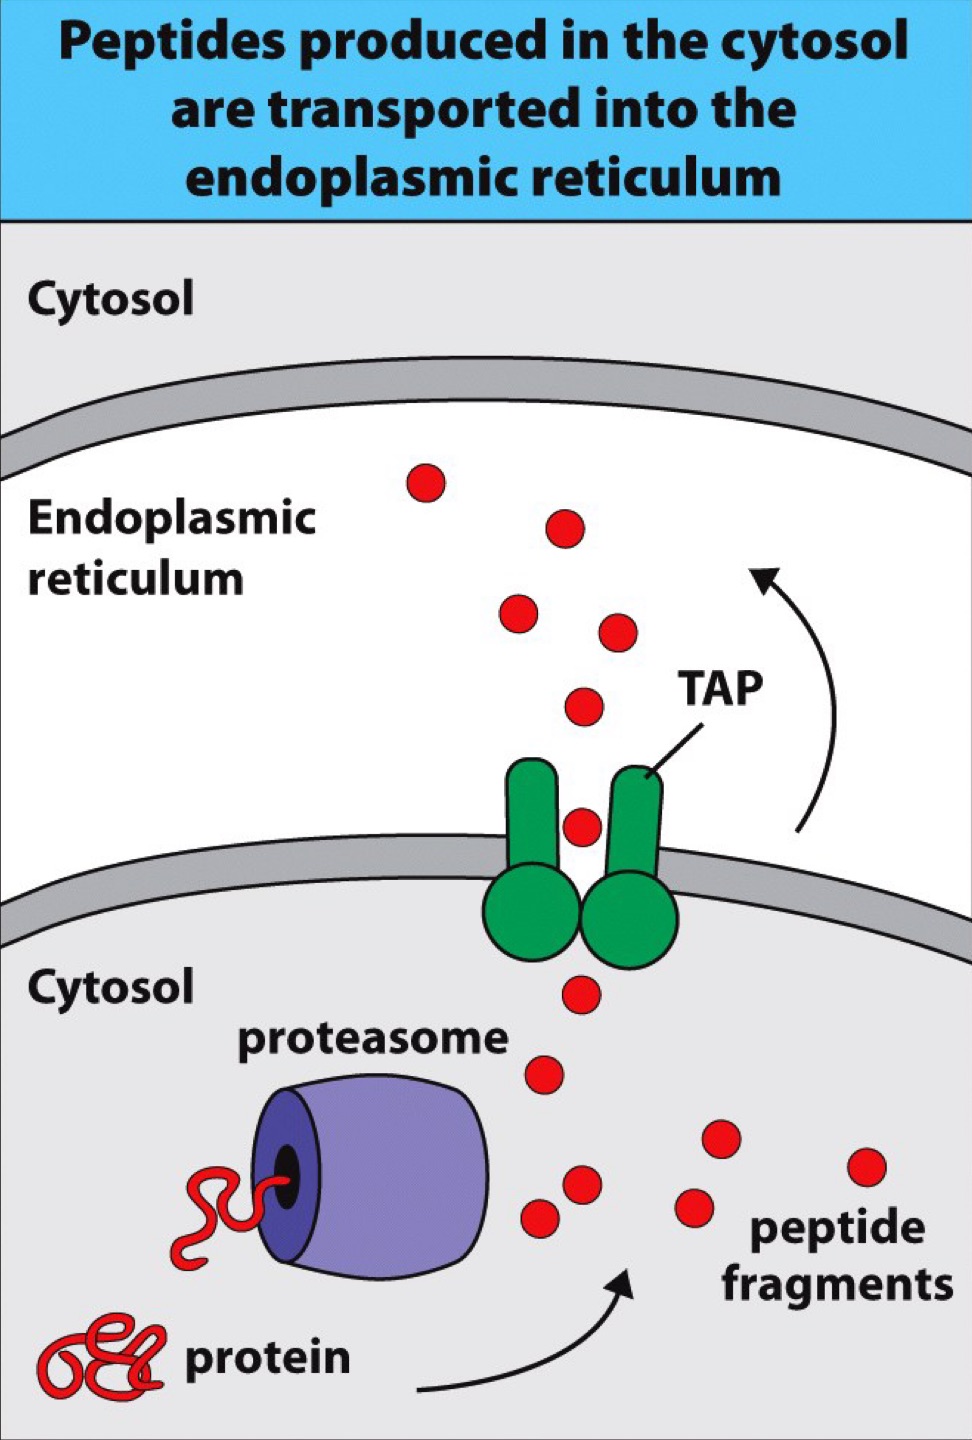 Peptides produced in the cytosol
are transported into the
endoplasmic reticulum
Cytosol
Endoplasmic
reticulum
TAP
Cytosol
proteasome
peptide
fragments
protein